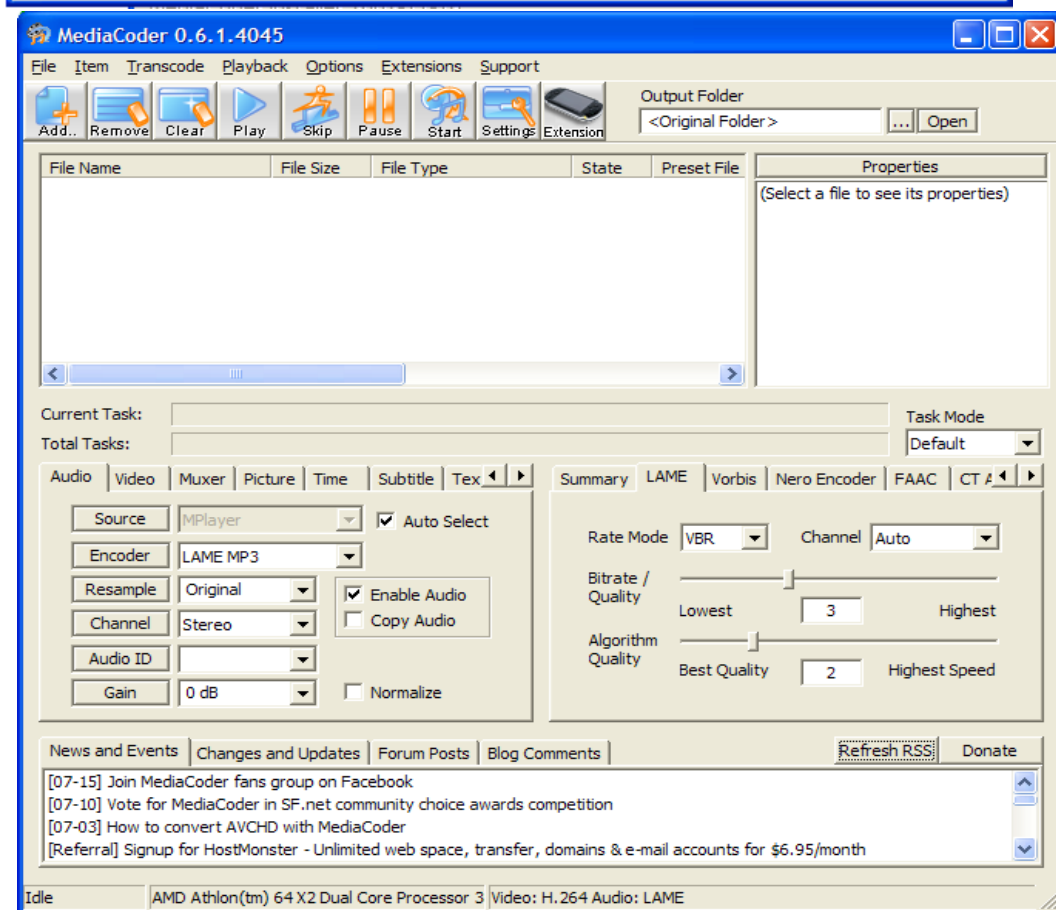 MediaCoder 0.6.1.4045
File Item Transcode Playback Options Extensions Support
Add.. Remove Clear Play Skip Pause Start Settings Extension
Output Folder
<Original Folder> ... Open
File Name File Size File Type State Preset File
Properties
(Select a file to see its properties)
Current Task:
Total Tasks:
Task Mode
Default
Audio Video Muxer Picture Time Subtitle Tex
Source MPlayer Auto Select
Encoder LAME MP3
Resample Original Enable Audio
Channel Stereo Copy Audio
Audio ID
Gain 0 dB Normalize
Summary LAME Vorbis Nero Encoder FAAC CT A
Rate Mode VBR Channel Auto
Bitrate /
Quality
Lowest 3 Highest
Algorithm
Quality
Best Quality 2 Highest Speed
News and Events Changes and Updates Forum Posts Blog Comments Refresh RSS Donate
[07-15] Join MediaCoder fans group on Facebook
[07-10] Vote for MediaCoder in SF.net community choice awards competition
[07-03] How to convert AVCHD with MediaCoder
[Referral] Signup for HostMonster - Unlimited web space, transfer, domains & e-mail accounts for $6.95/month
Idle AMD Athlon(tm) 64 X2 Dual Core Processor 3 Video: H.264 Audio: LAME